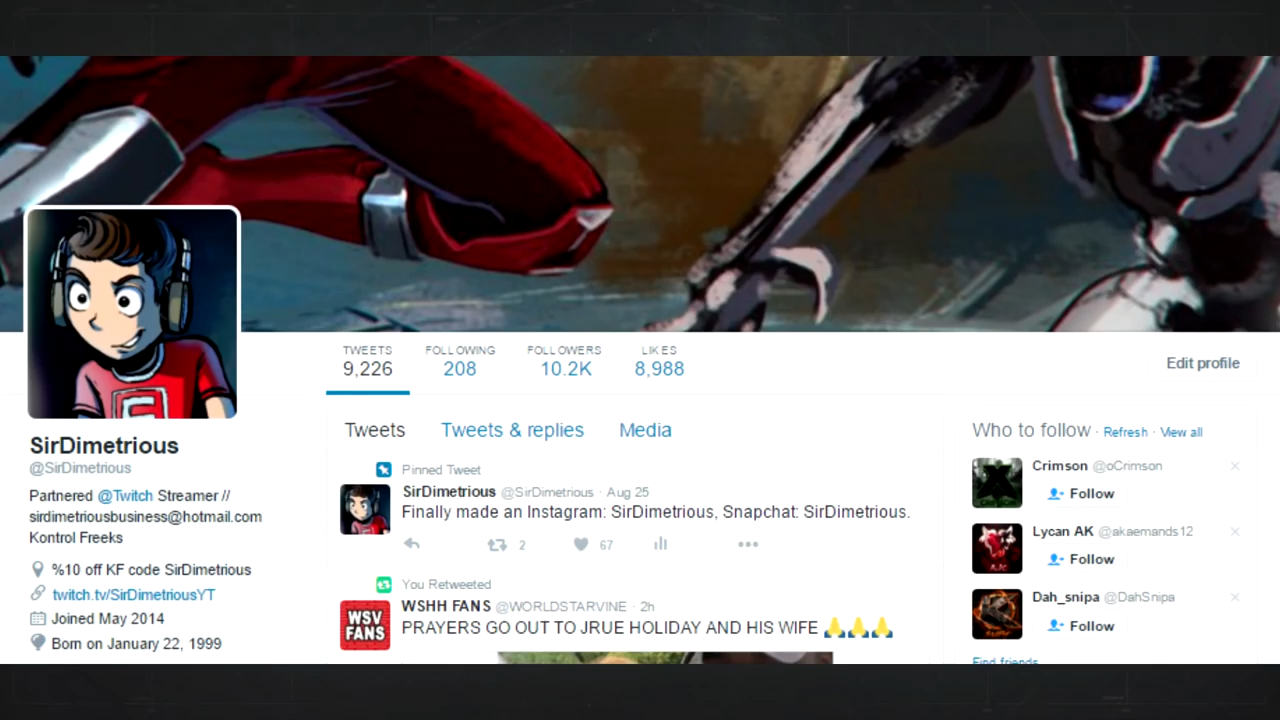 TWEETS FOLLOWING FOLLOWERS LIKES
9,226 208 10.2K 8,988
Edit profile
SirDimetrious
@SirDimetrious
Partnered @Twitch Streamer //
sirdimetriousbusiness@hotmail.com
Kontrol Freeks
%10 off KF code SirDimetrious
twitch.tv/SirDimetriousYT
Joined May 2014
Born on January 22, 1999
Tweets Tweets & replies Media
Pinned Tweet
SirDimetrious @SirDimetrious · Aug 25
Finally made an Instagram: SirDimetrious, Snapchat: SirDimetrious.
2 67
You Retweeted
WSV
FANS
WSHH FANS @WORLDSTARVINE · 2h
PRAYERS GO OUT TO JRUE HOLIDAY AND HIS WIFE 🙏🙏🙏
Who to follow · Refresh · View all
Crimson @oCrimson
Follow
Lycan AK @akaemands12
Follow
Dah_snipa @DahSnipa
Follow
Find friends